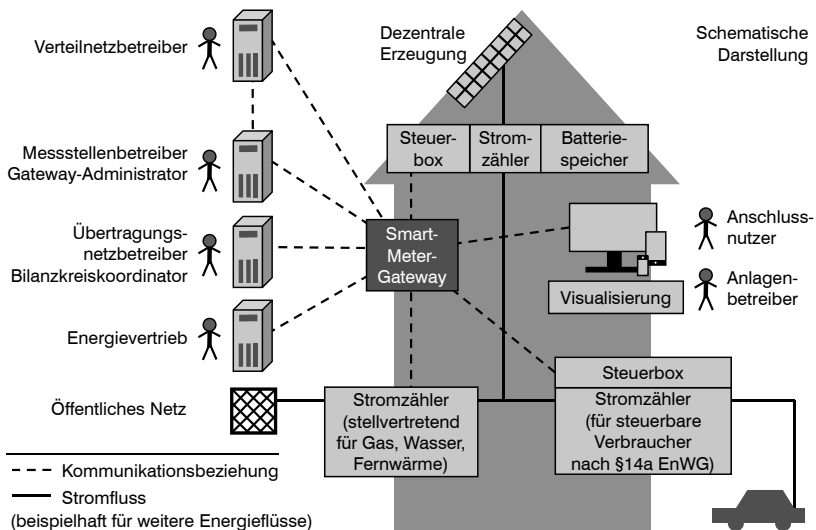 Verteilnetzbetreiber
Dezentrale
Erzeugung
Schematische
Darstellung
Messstellenbetreiber
Gateway-Administrator
Steuer-
box
Strom-
zähler
Batterie-
speicher
Übertragungs-
netzbetreiber
Bilanzkreiskoordinator
Smart-
Meter-
Gateway
Anschluss-
nutzer
Visualisierung
Anlagen-
betreiber
Energievertrieb
Öffentliches Netz
Stromzähler
(stellvertretend
für Gas, Wasser,
Fernwärme)
Steuerbox
Stromzähler
(für steuerbare
Verbraucher
nach §14a EnWG)
Kommunikationsbeziehung
Stromfluss
(beispielhaft für weitere Energieflüsse)